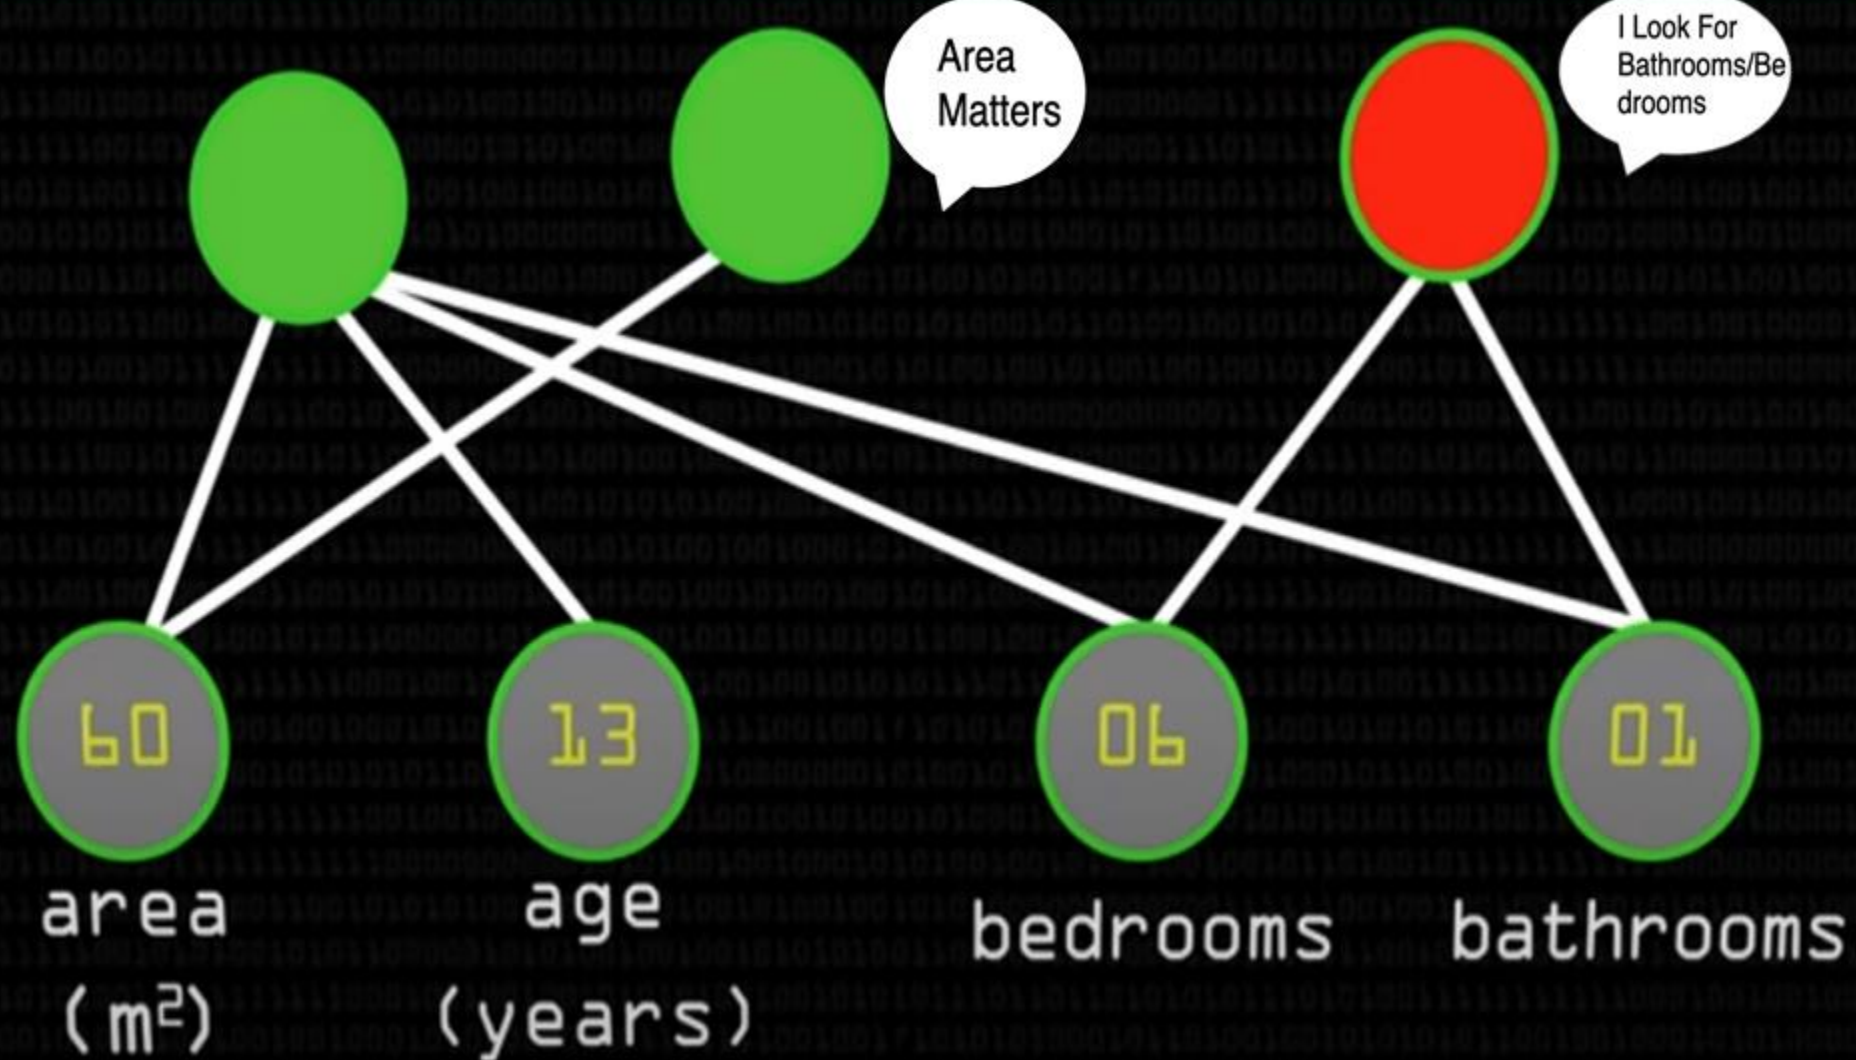 Area
Matters
I Look For
Bathrooms/Be
drooms
60
13
06
01
area
(m²)
age
(years)
bedrooms
bathrooms